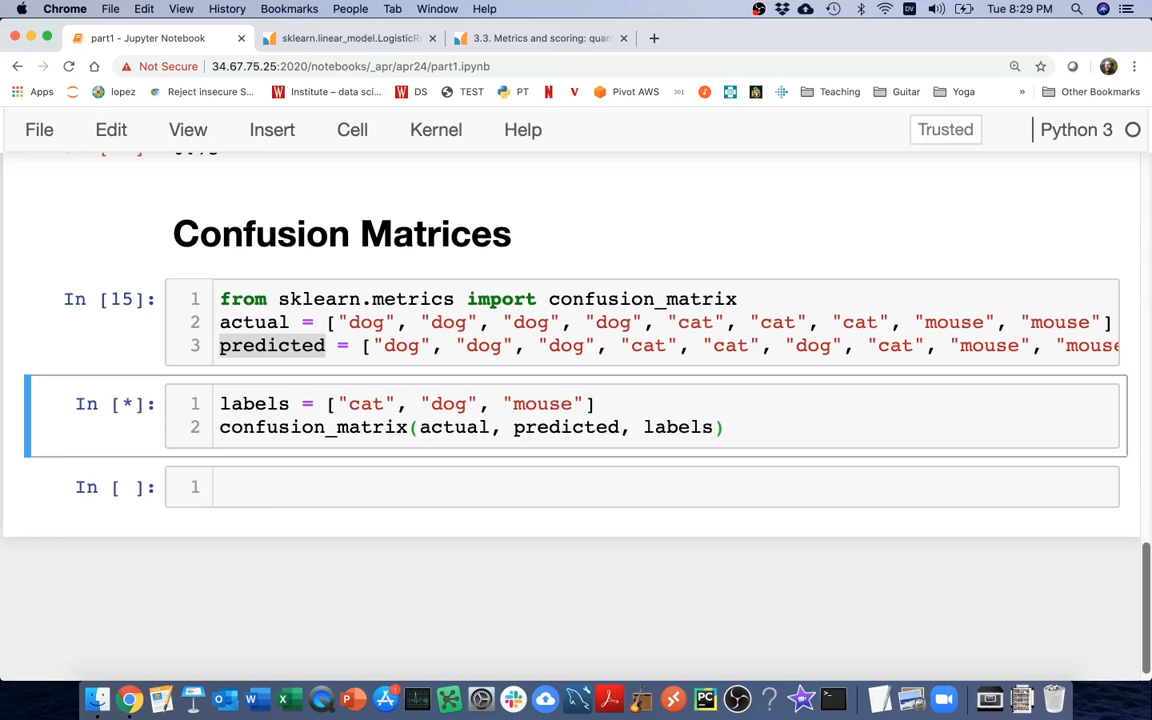 Chrome File Edit View History Bookmarks People Tab Window Help Tue 8:29 PM
part1 - Jupyter Notebook sklearn.linear_model.LogisticR 3.3. Metrics and scoring: quan
Not Secure 34.67.75.25:2020/notebooks/_apr/apr24/part1.ipynb
Apps lopez Reject insecure S... Institute – data sci... DS TEST PT Pivot AWS 301 Teaching Guitar Yoga » Other Bookmarks
File Edit View Insert Cell Kernel Help Trusted Python 3
Confusion Matrices
In [15]: 1 from sklearn.metrics import confusion_matrix
2 actual = ["dog", "dog", "dog", "dog", "cat", "cat", "cat", "mouse", "mouse"]
3 predicted = ["dog", "dog", "dog", "cat", "cat", "dog", "cat", "mouse", "mouse
In [*]: 1 labels = ["cat", "dog", "mouse"]
2 confusion_matrix(actual, predicted, labels)
In [ ]: 1